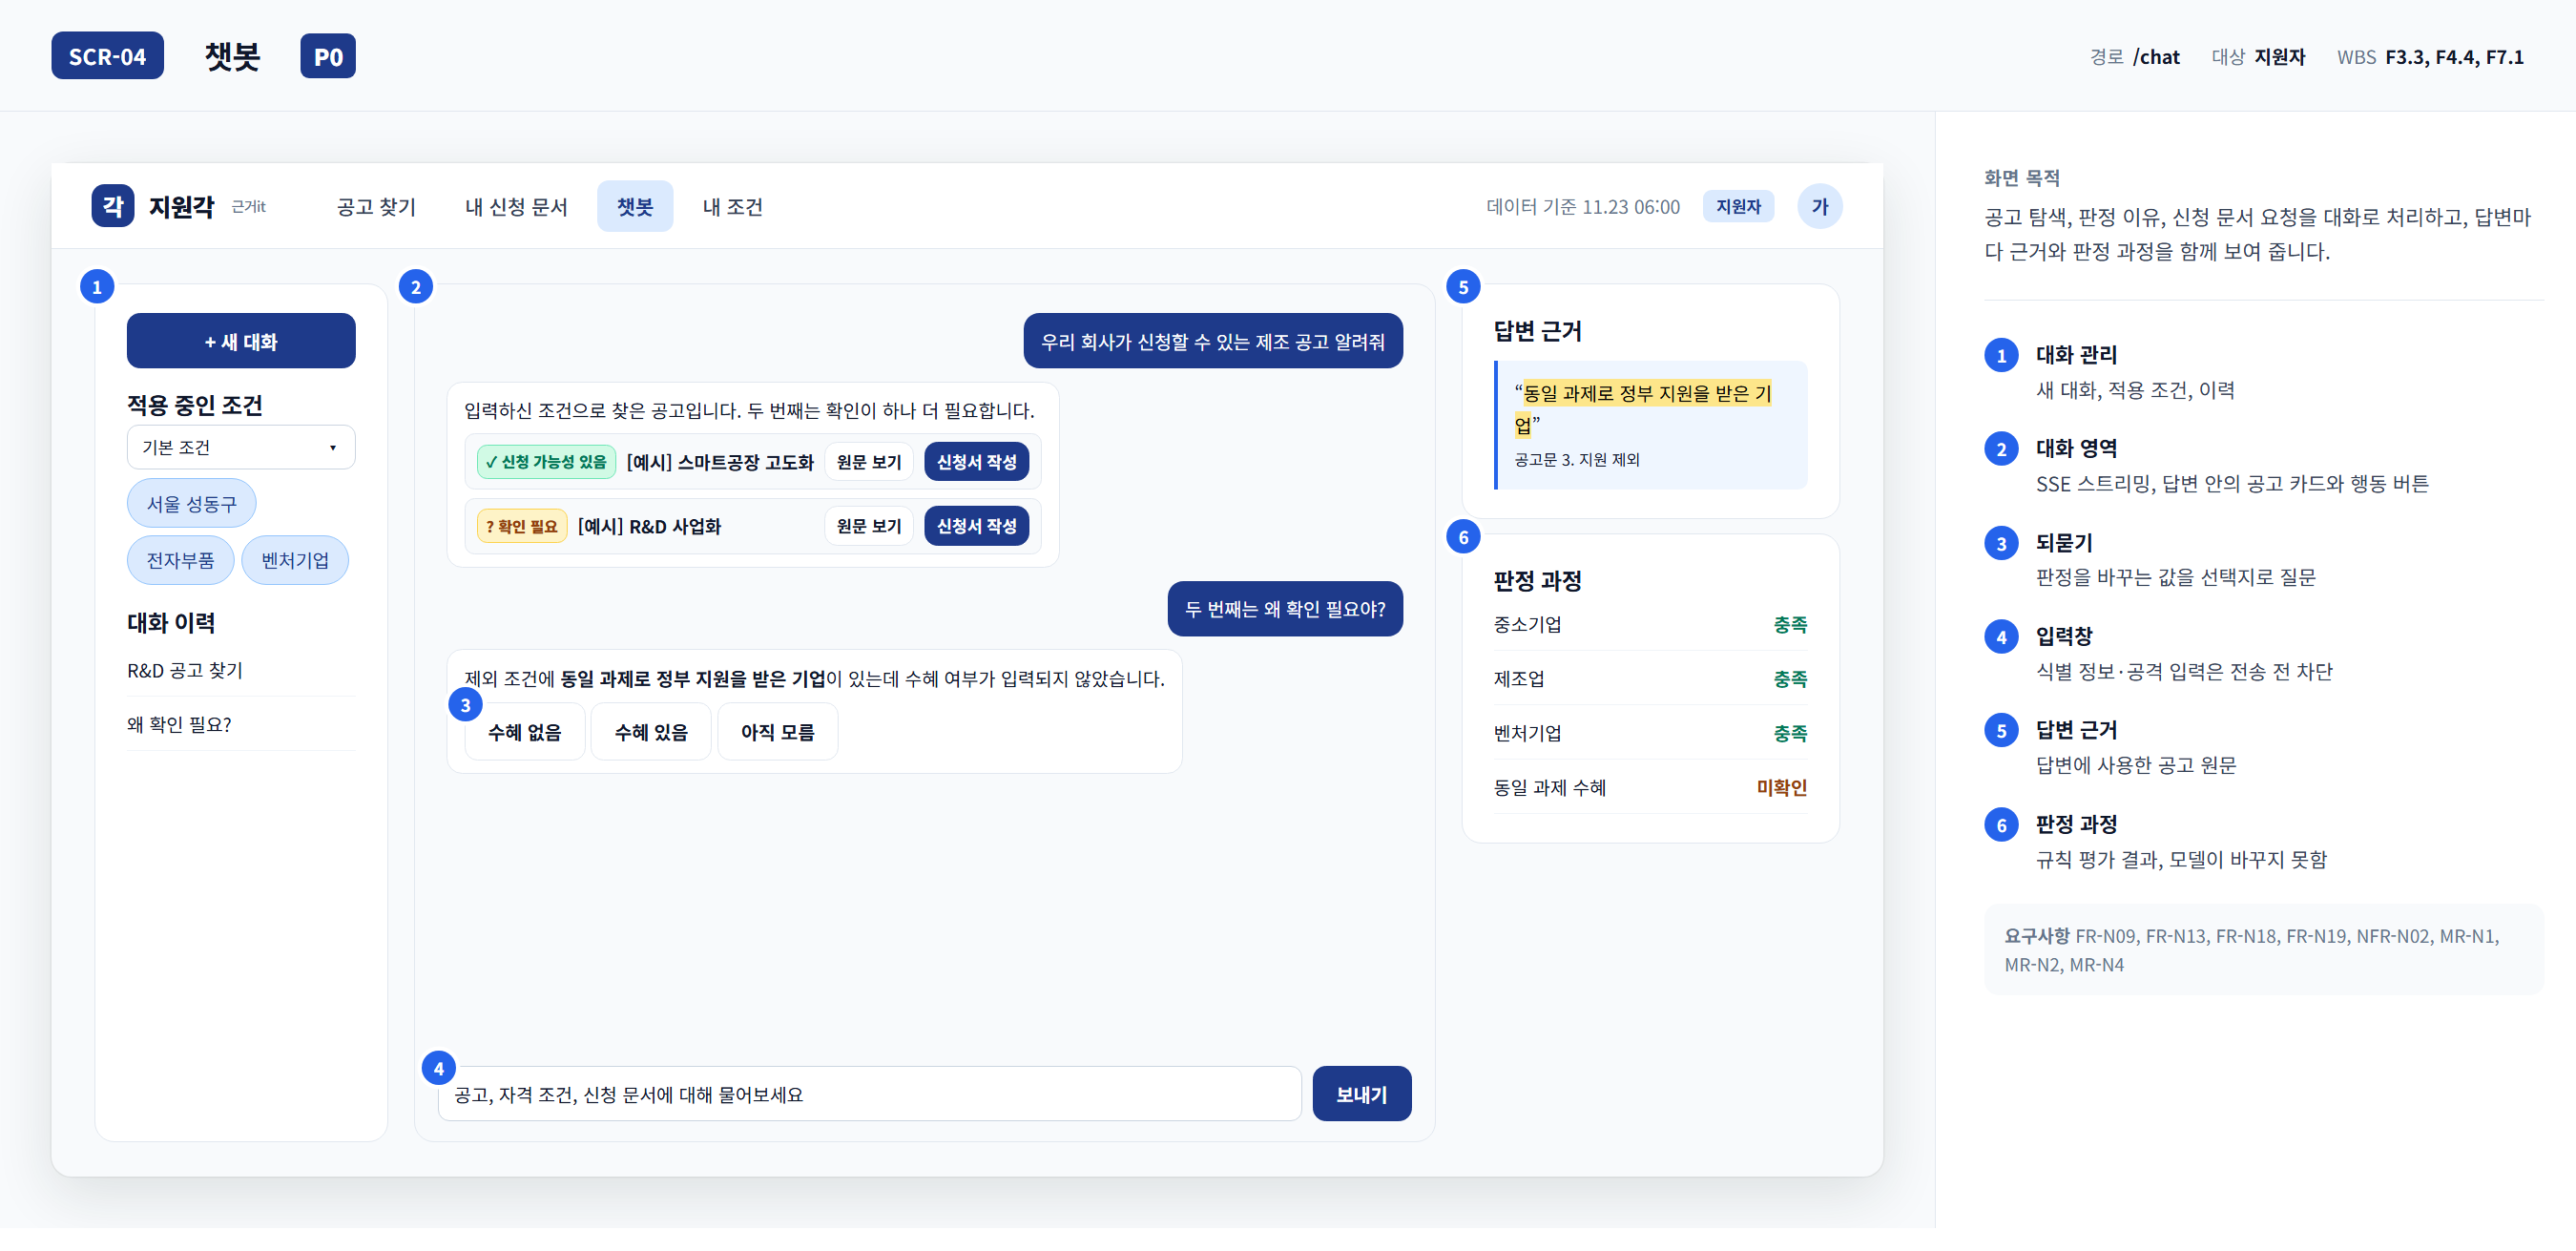 SCR-04 챗봇 P0
경로 /chat 대상 지원자 WBS F3.3, F4.4, F7.1
각 지원각 근거it 공고 찾기 내 신청 문서 챗봇 내 조건
데이터 기준 11.23 06:00 지원자 가
1
+ 새 대화
적용 중인 조건
기본 조건 ▾
서울 성동구
전자부품 벤처기업
대화 이력
R&D 공고 찾기
왜 확인 필요?
2
우리 회사가 신청할 수 있는 제조 공고 알려줘
입력하신 조건으로 찾은 공고입니다. 두 번째는 확인이 하나 더 필요합니다.
✓ 신청 가능성 있음 [예시] 스마트공장 고도화 원문 보기 신청서 작성
? 확인 필요 [예시] R&D 사업화 원문 보기 신청서 작성
두 번째는 왜 확인 필요야?
제외 조건에 동일 과제로 정부 지원을 받은 기업이 있는데 수혜 여부가 입력되지 않았습니다.
3
수혜 없음 수혜 있음 아직 모름
4
공고, 자격 조건, 신청 문서에 대해 물어보세요 보내기
5
답변 근거
“동일 과제로 정부 지원을 받은 기
업”
공고문 3. 지원 제외
6
판정 과정
중소기업 충족
제조업 충족
벤처기업 충족
동일 과제 수혜 미확인
화면 목적
공고 탐색, 판정 이유, 신청 문서 요청을 대화로 처리하고, 답변마
다 근거와 판정 과정을 함께 보여 줍니다.
1 대화 관리
새 대화, 적용 조건, 이력
2 대화 영역
SSE 스트리밍, 답변 안의 공고 카드와 행동 버튼
3 되묻기
판정을 바꾸는 값을 선택지로 질문
4 입력창
식별 정보·공격 입력은 전송 전 차단
5 답변 근거
답변에 사용한 공고 원문
6 판정 과정
규칙 평가 결과, 모델이 바꾸지 못함
요구사항 FR-N09, FR-N13, FR-N18, FR-N19, NFR-N02, MR-N1,
MR-N2, MR-N4